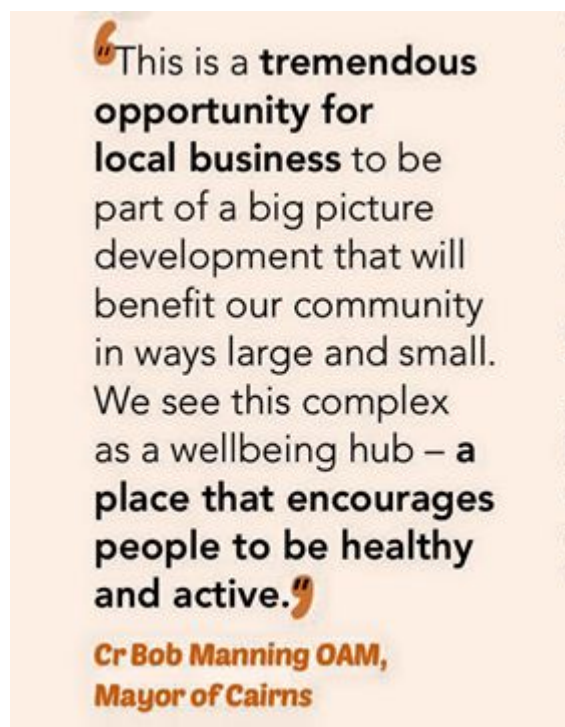 "This is a tremendous
opportunity for
local business to be
part of a big picture
development that will
benefit our community
in ways large and small.
We see this complex
as a wellbeing hub – a
place that encourages
people to be healthy
and active."
Cr Bob Manning OAM,
Mayor of Cairns